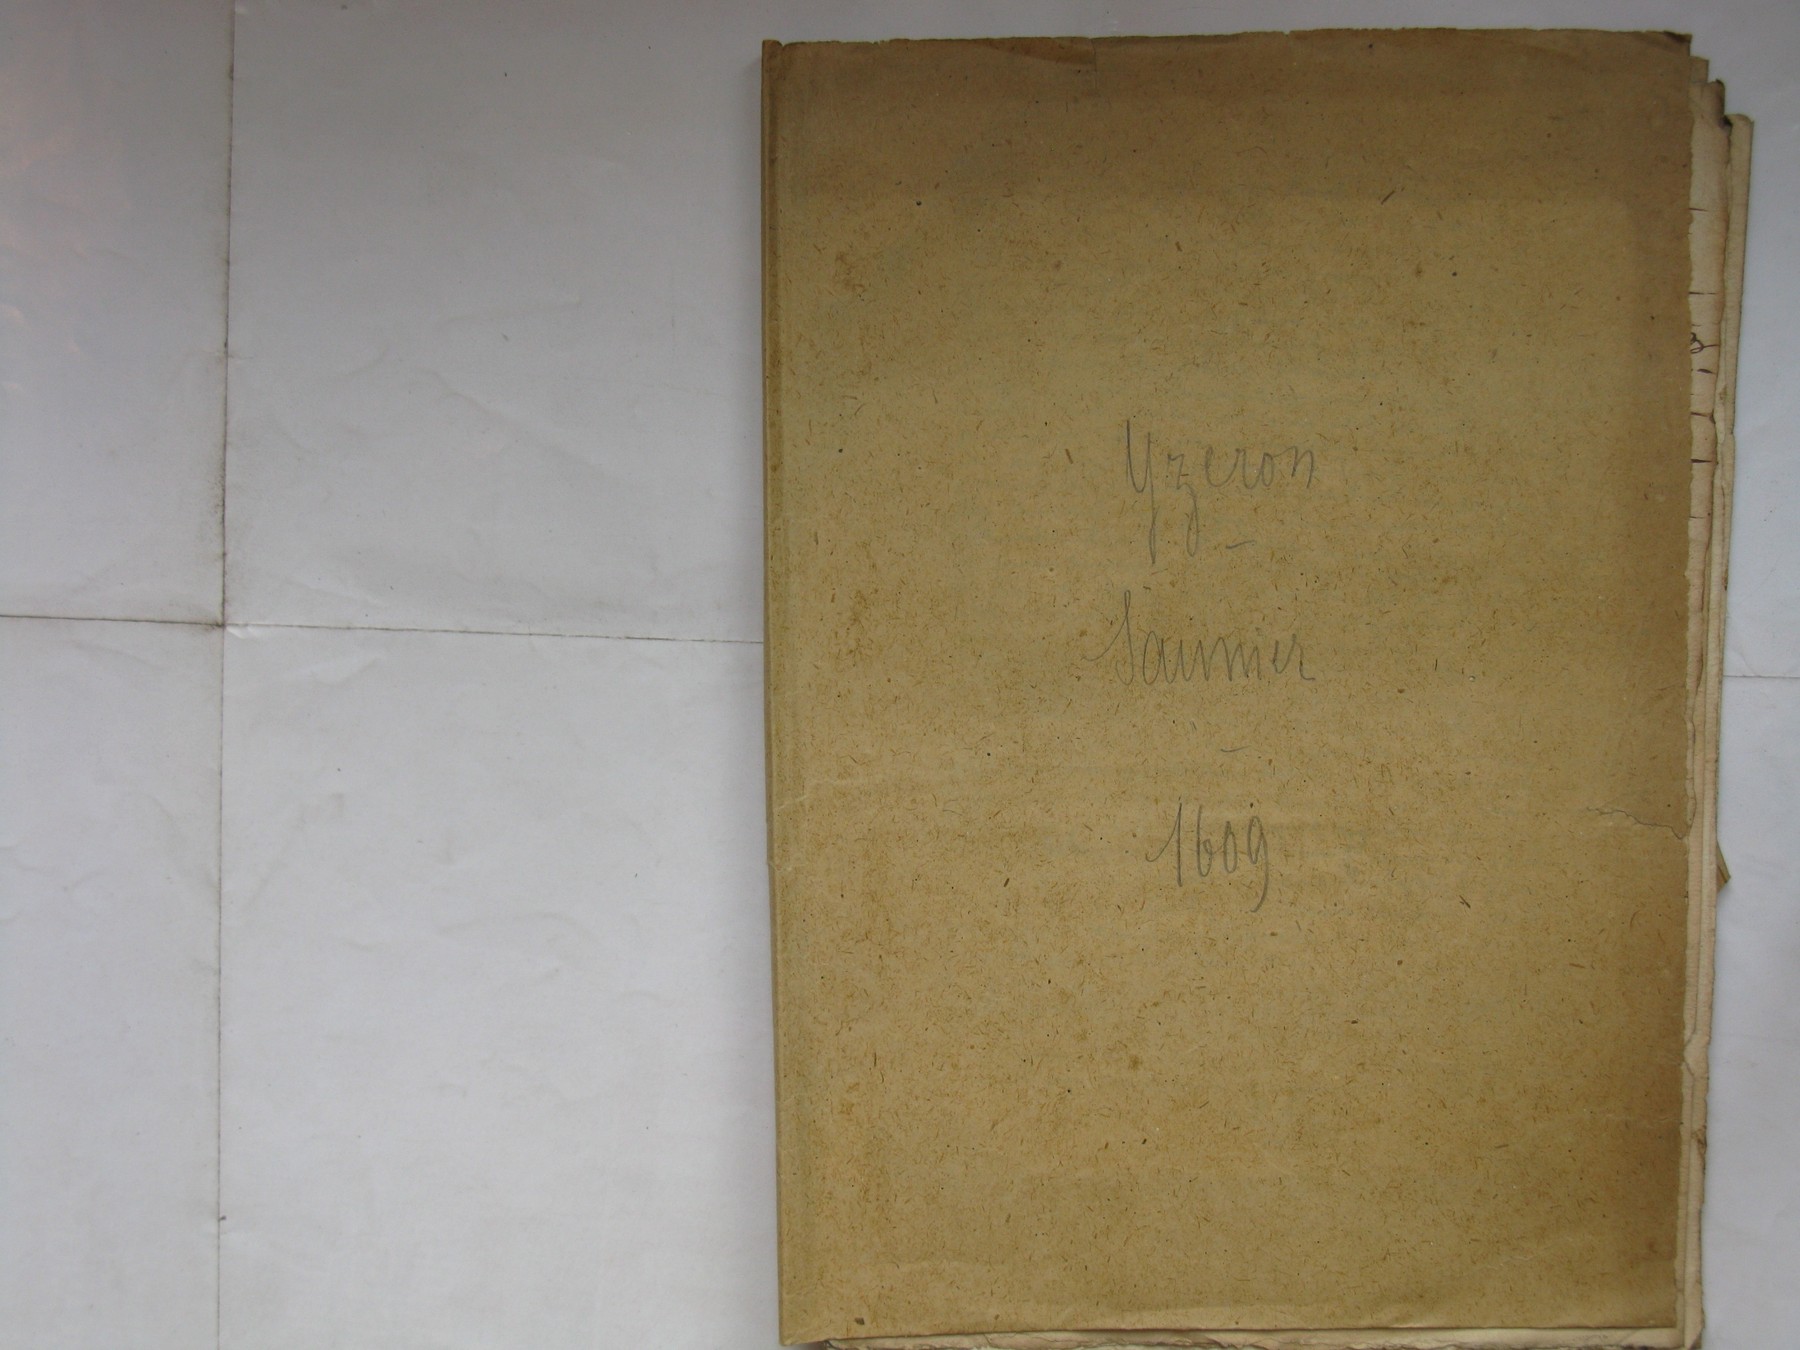 Yzeron
–
Saunier
–
1609